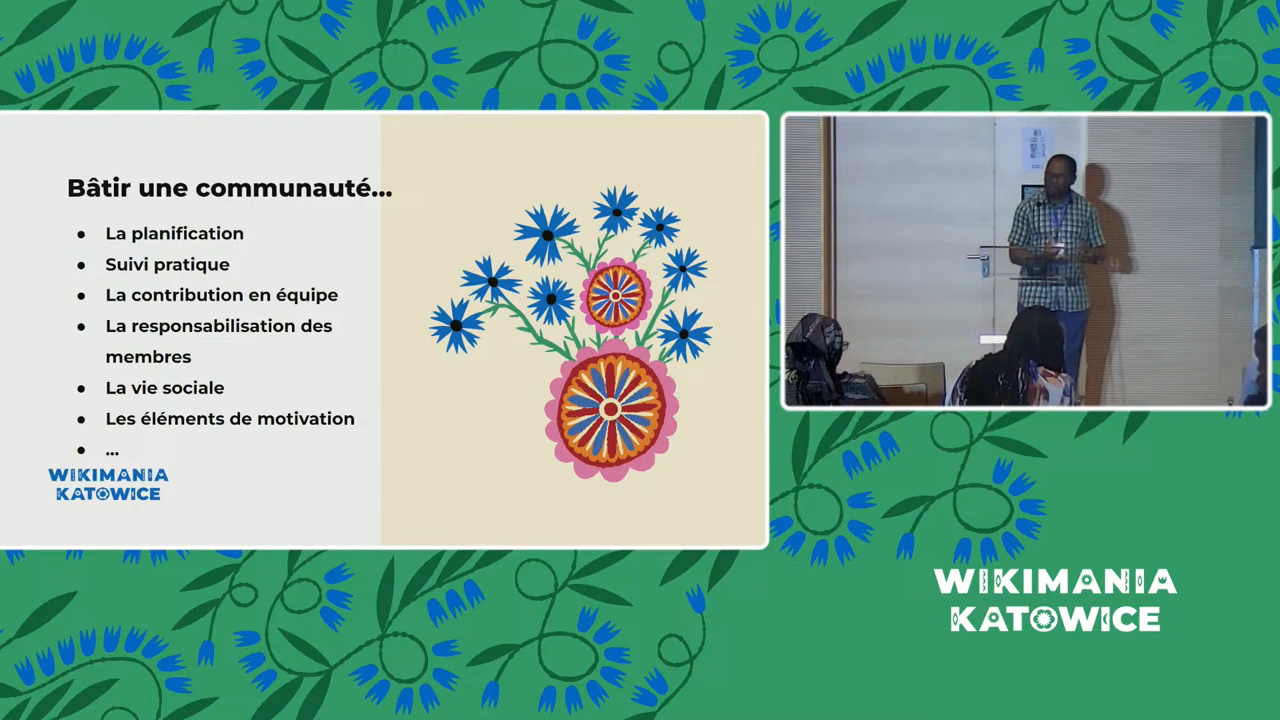 Bâtir une communauté...
● La planification
● Suivi pratique
● La contribution en équipe
● La responsabilisation des
membres
● La vie sociale
● Les éléments de motivation
● ...
WIKIMANIA
KATOWICE
WIKIMANIA
KATOWICE